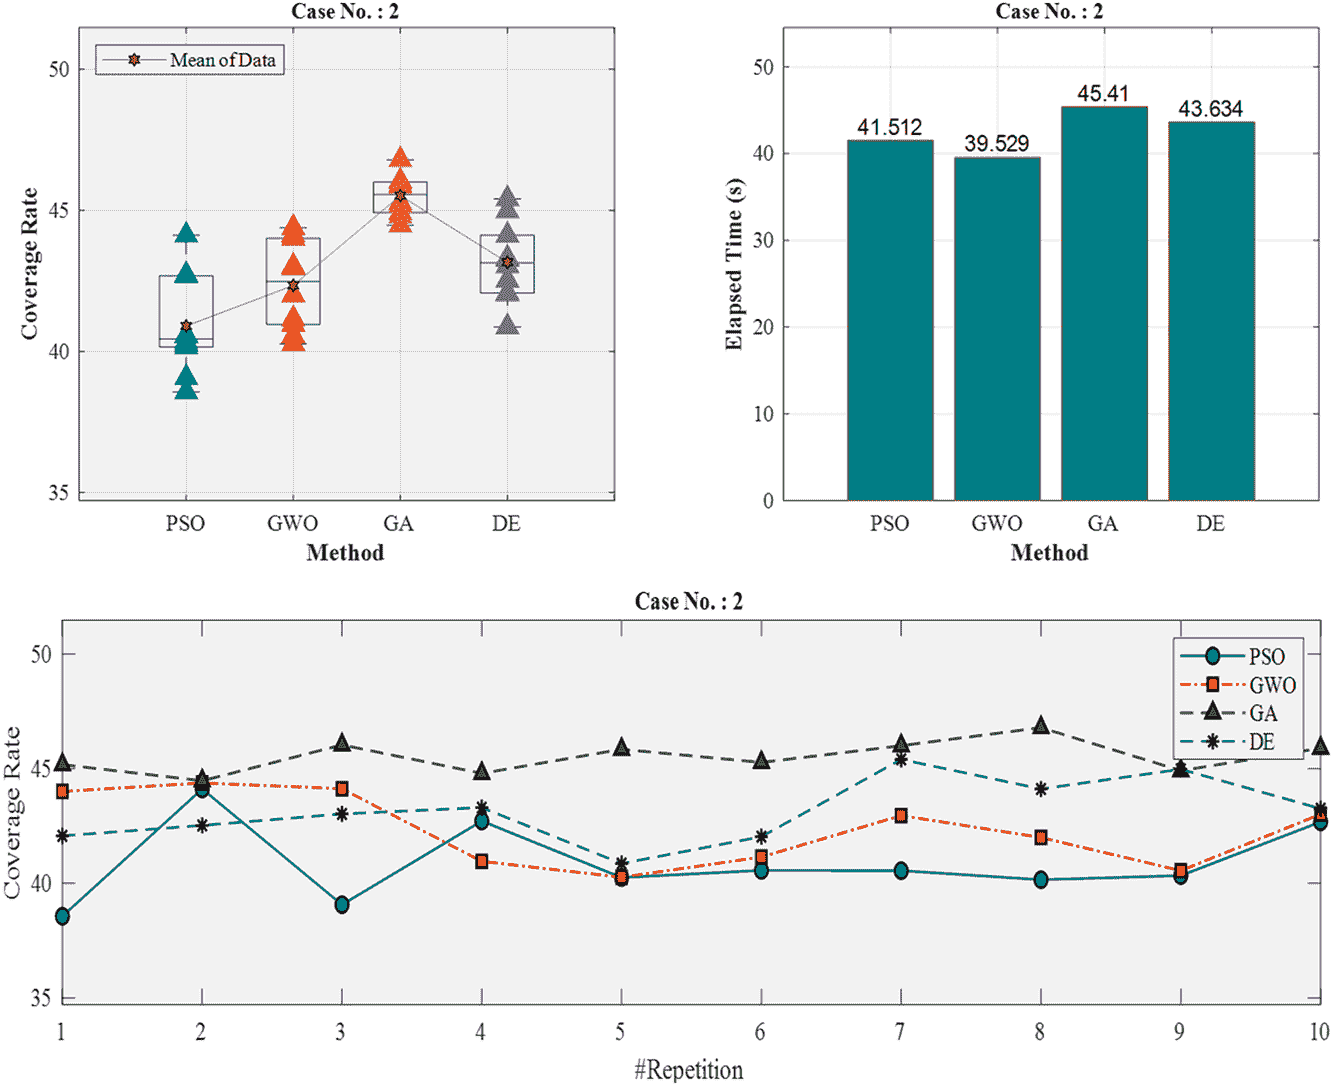 Case No. : 2
Mean of Data
50
45
40
35
Coverage Rate
PSO GWO GA DE
Method
Case No. : 2
50
40
30
20
10
0
Elapsed Time (s)
41.512
39.529
45.41
43.634
PSO GWO GA DE
Method
Case No. : 2
50
45
40
35
Coverage Rate
PSO
GWO
GA
DE
1 2 3 4 5 6 7 8 9 10
#Repetition